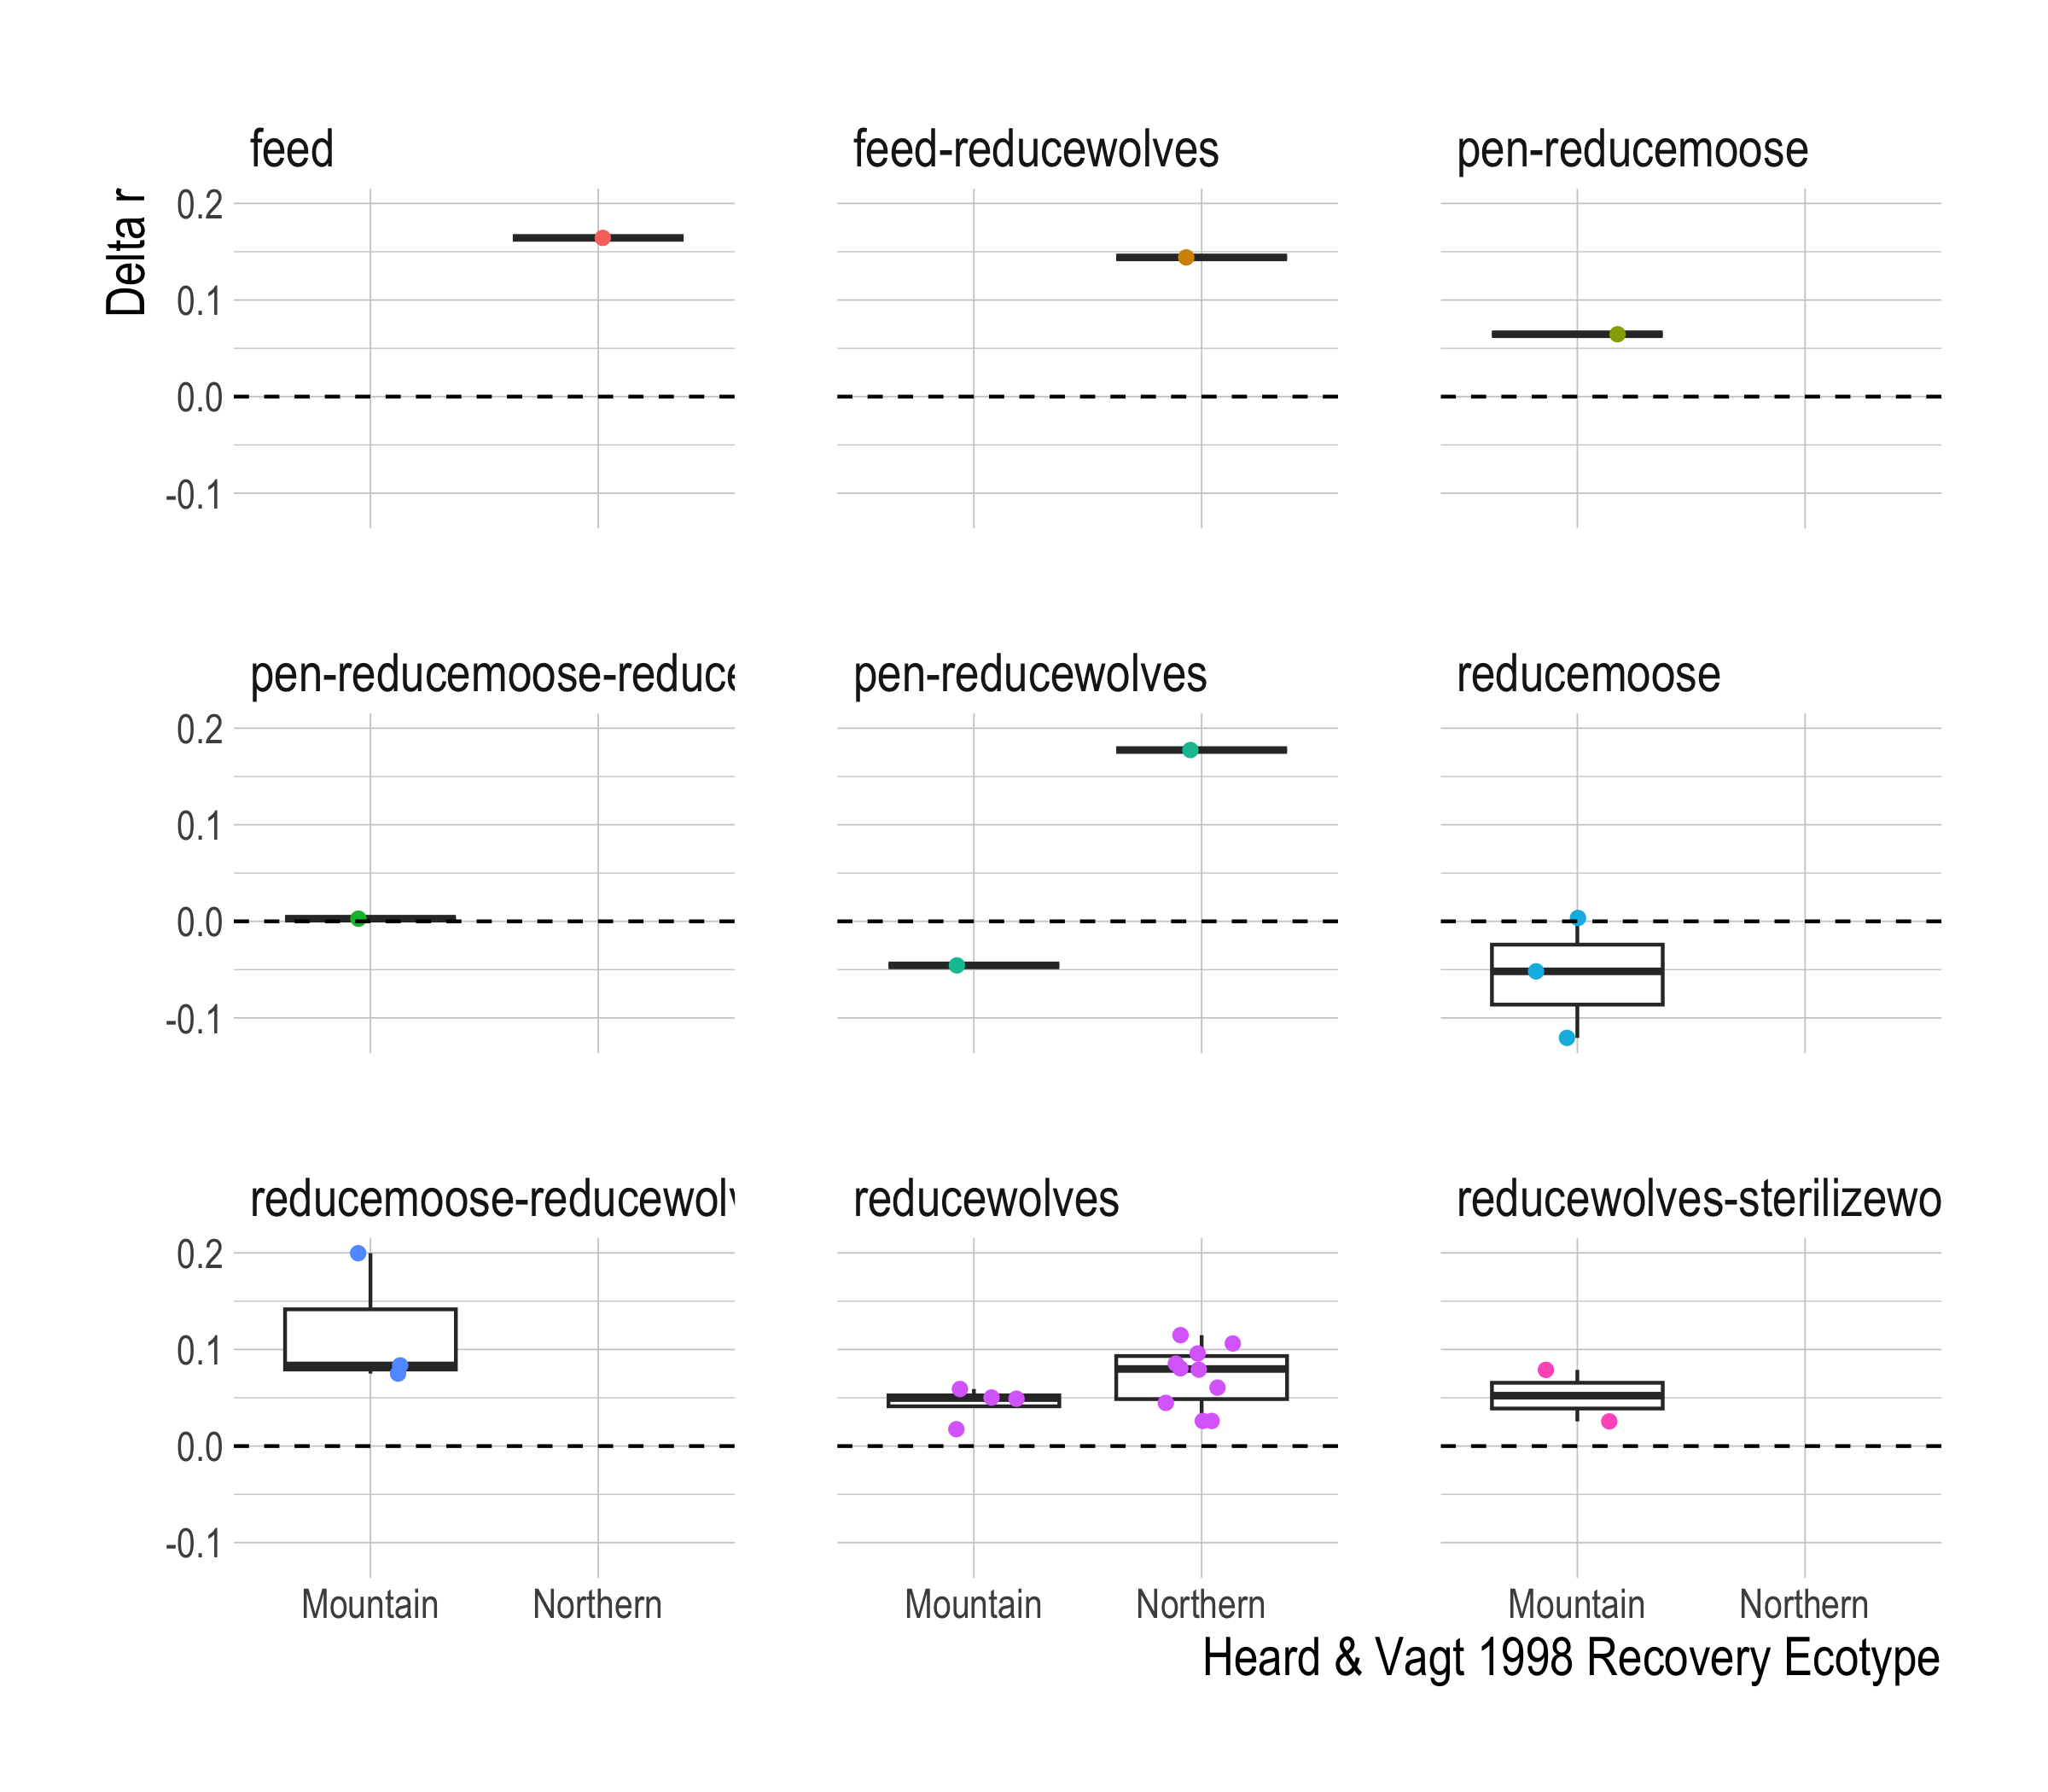 feed
feed-reducewolves
pen-reducemoose
Delta r
0.2
0.1
0.0
-0.1
pen-reducemoose-reduce
pen-reducewolves
reducemoose
0.2
0.1
0.0
-0.1
reducemoose-reducewolv
reducewolves
reducewolves-sterilizewo
0.2
0.1
0.0
-0.1
Mountain Northern
Mountain Northern
Mountain Northern
Heard & Vagt 1998 Recovery Ecotype